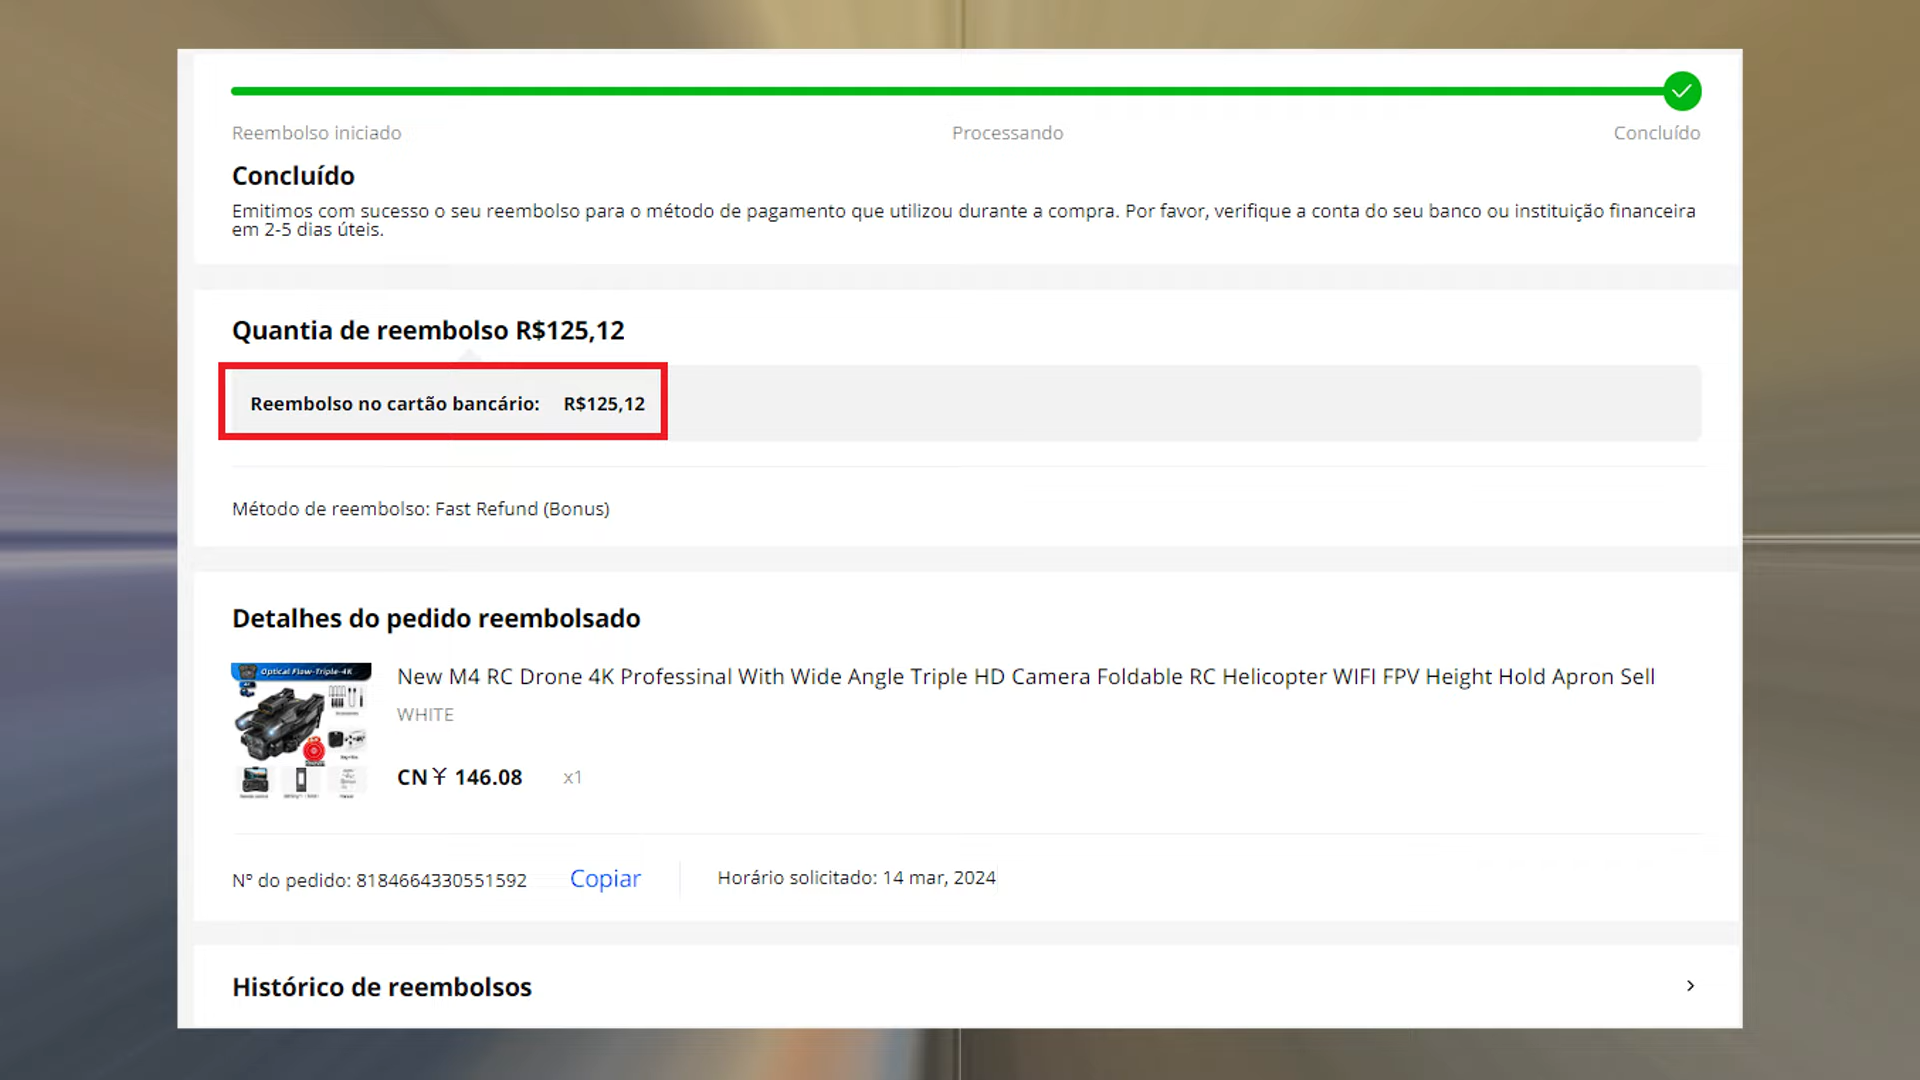 Reembolso iniciado
Processando
Concluído
Concluído
Emitimos com sucesso o seu reembolso para o método de pagamento que utilizou durante a compra. Por favor, verifique a conta do seu banco ou instituição financeira
em 2-5 dias úteis.
Quantia de reembolso R$125,12
Reembolso no cartão bancário: R$125,12
Método de reembolso: Fast Refund (Bonus)
Detalhes do pedido reembolsado
Optical Flow-Triple-4K
New M4 RC Drone 4K Professinal With Wide Angle Triple HD Camera Foldable RC Helicopter WIFI FPV Height Hold Apron Sell
WHITE
CN¥ 146.08 x1
N° do pedido: 8184664330551592 Copiar Horário solicitado: 14 mar, 2024
Histórico de reembolsos